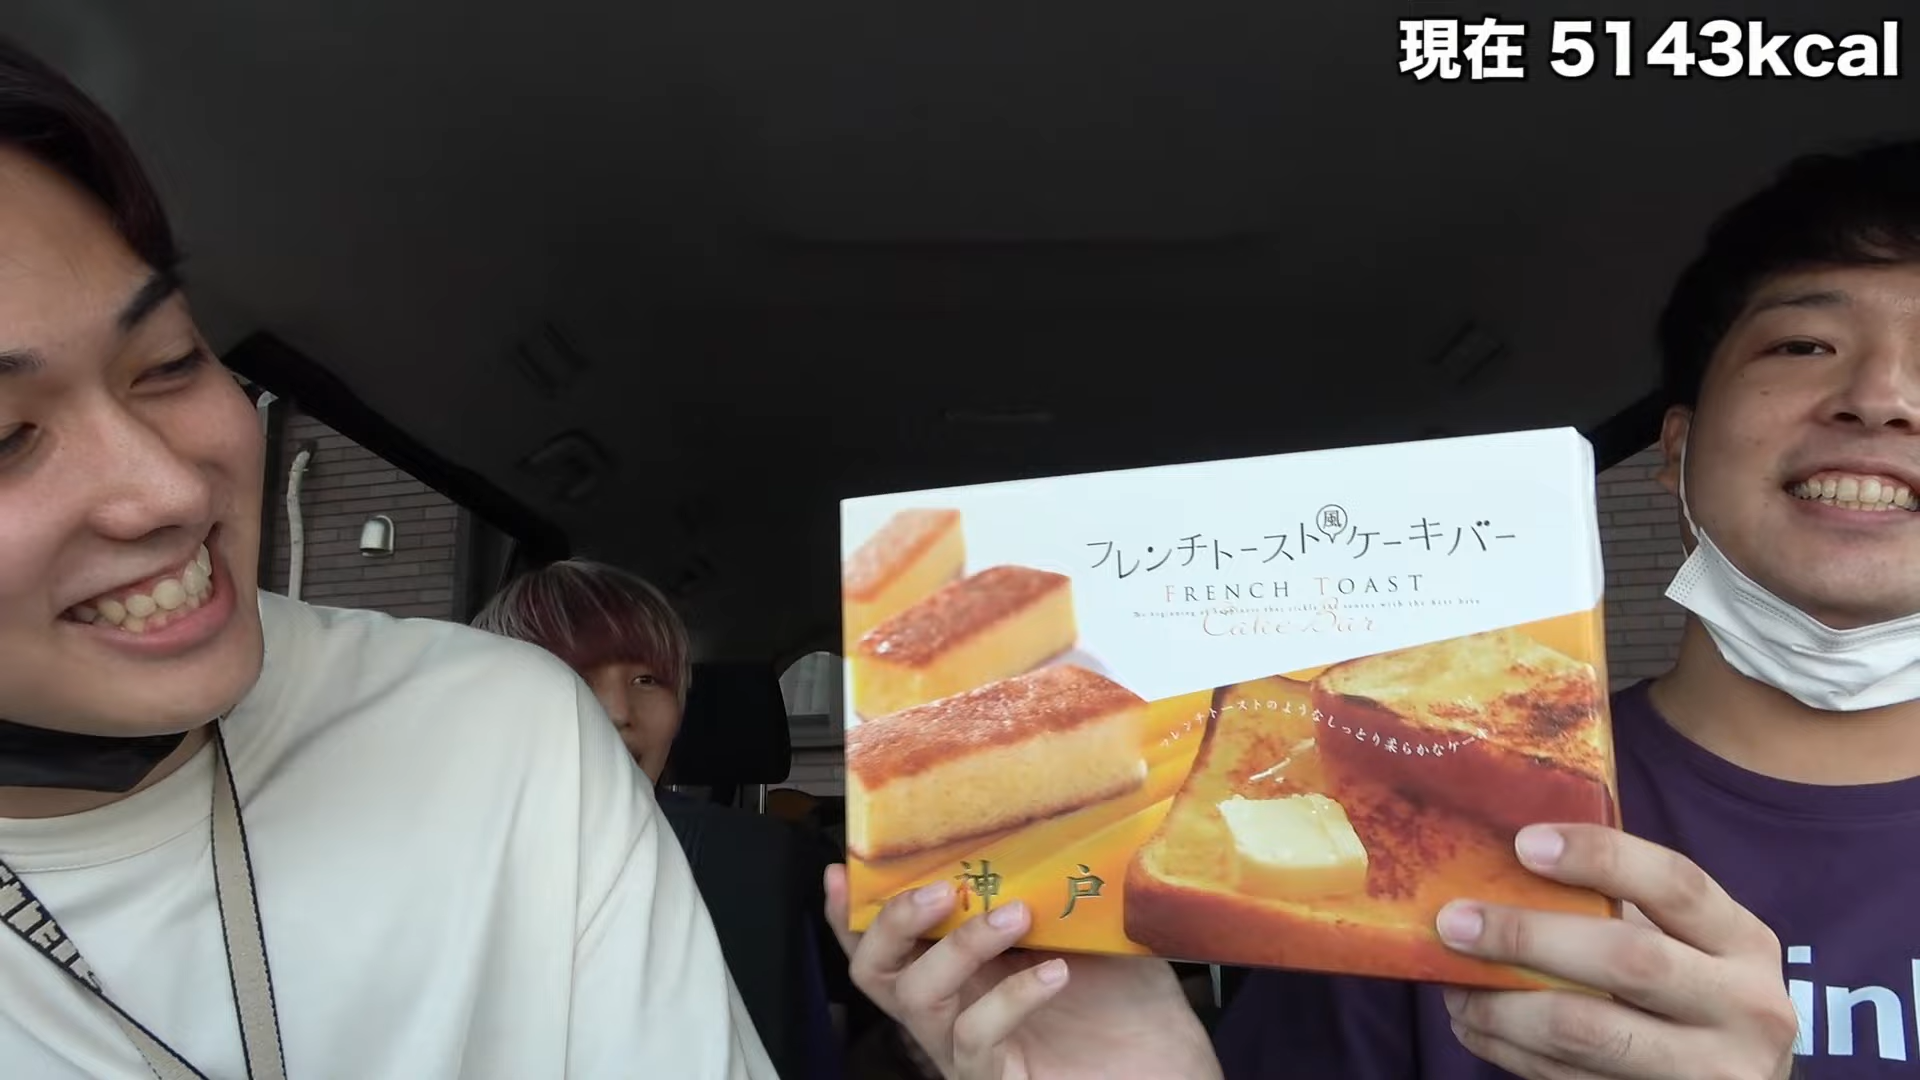 現在 5143kcal
フレンチトースト風ケーキバー
FRENCH TOAST
Cake Bar
フレンチトーストのようなしっとり柔らかなケーキ
神戸
in